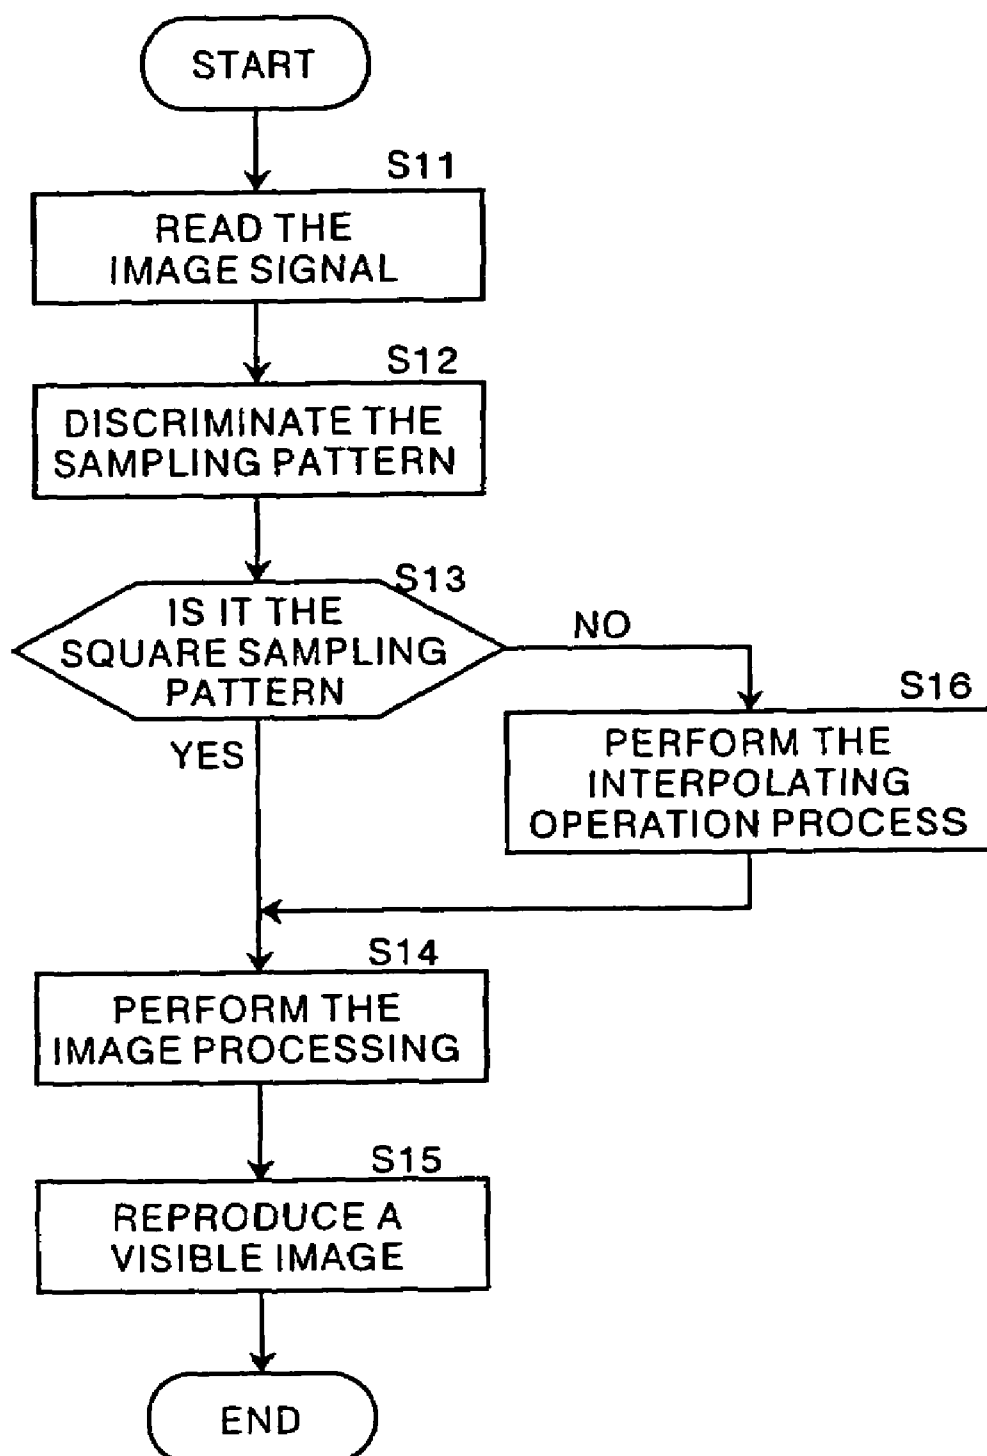 START
S11
READ THE
IMAGE SIGNAL
S12
DISCRIMINATE THE
SAMPLING PATTERN
S13
IS IT THE
SQUARE SAMPLING
PATTERN
NO
YES
S16
PERFORM THE
INTERPOLATING
OPERATION PROCESS
S14
PERFORM THE
IMAGE PROCESSING
S15
REPRODUCE A
VISIBLE IMAGE
END